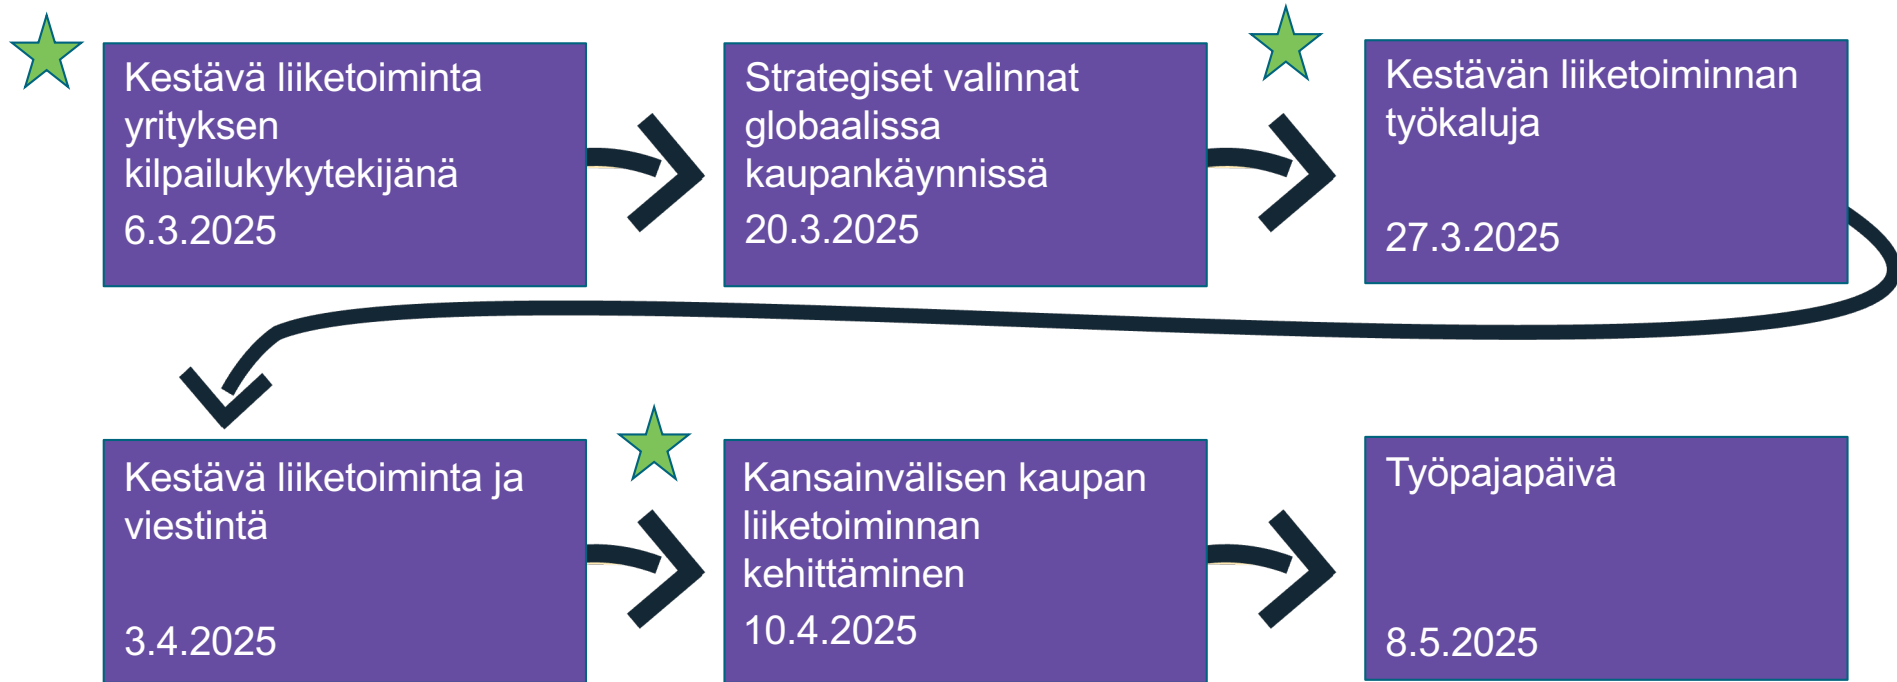 Kestävä liiketoiminta
yrityksen
kilpailukykytekijänä
6.3.2025
Strategiset valinnat
globaalissa
kaupankäynnissä
20.3.2025
Kestävän liiketoiminnan
työkaluja
27.3.2025
Kestävä liiketoiminta ja
viestintä
3.4.2025
Kansainvälisen kaupan
liiketoiminnan
kehittäminen
10.4.2025
Työpajapäivä
8.5.2025